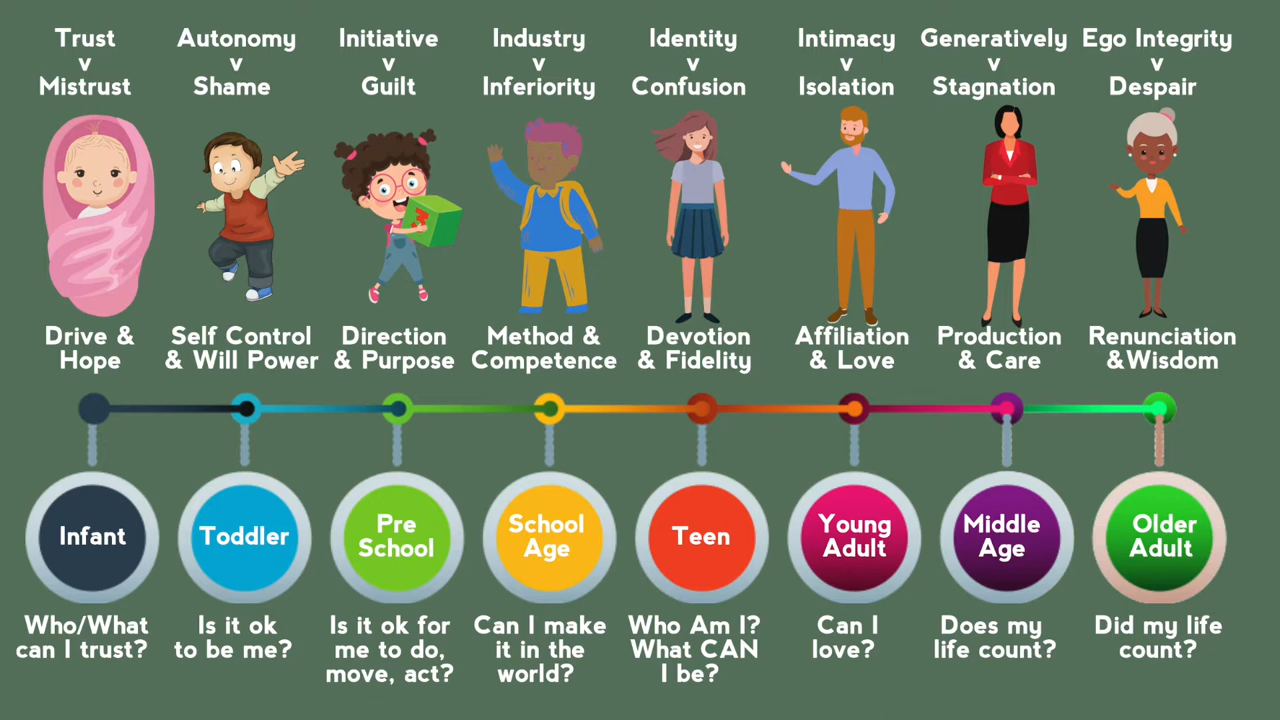 Trust
v
Mistrust
Autonomy
v
Shame
Initiative
v
Guilt
Industry
v
Inferiority
Identity
v
Confusion
Intimacy
v
Isolation
Generatively
v
Stagnation
Ego Integrity
v
Despair
Drive &
Hope
Self Control
& Will Power
Direction
& Purpose
Method &
Competence
Devotion
& Fidelity
Affiliation
& Love
Production
& Care
Renunciation
&Wisdom
Infant
Toddler
Pre
School
School
Age
Teen
Young
Adult
Middle
Age
Older
Adult
Who/What
can I trust?
Is it ok
to be me?
Is it ok for
me to do,
move, act?
Can I make
it in the
world?
Who Am I?
What CAN
I be?
Can I
love?
Does my
life count?
Did my life
count?